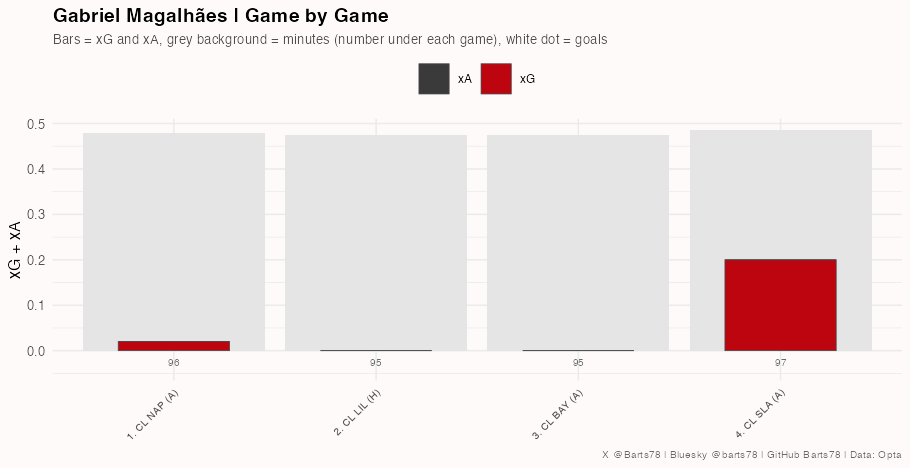 Gabriel Magalhães | Game by Game
Bars = xG and xA, grey background = minutes (number under each game), white dot = goals
xA xG
xG + xA
0.5
0.4
0.3
0.2
0.1
0.0
96 95 95 97
1. CL NAP (A) 2. CL LIL (H) 3. CL BAY (A) 4. CL SLA (A)
X @Barts78 | Bluesky @barts78 | GitHub Barts78 | Data: Opta